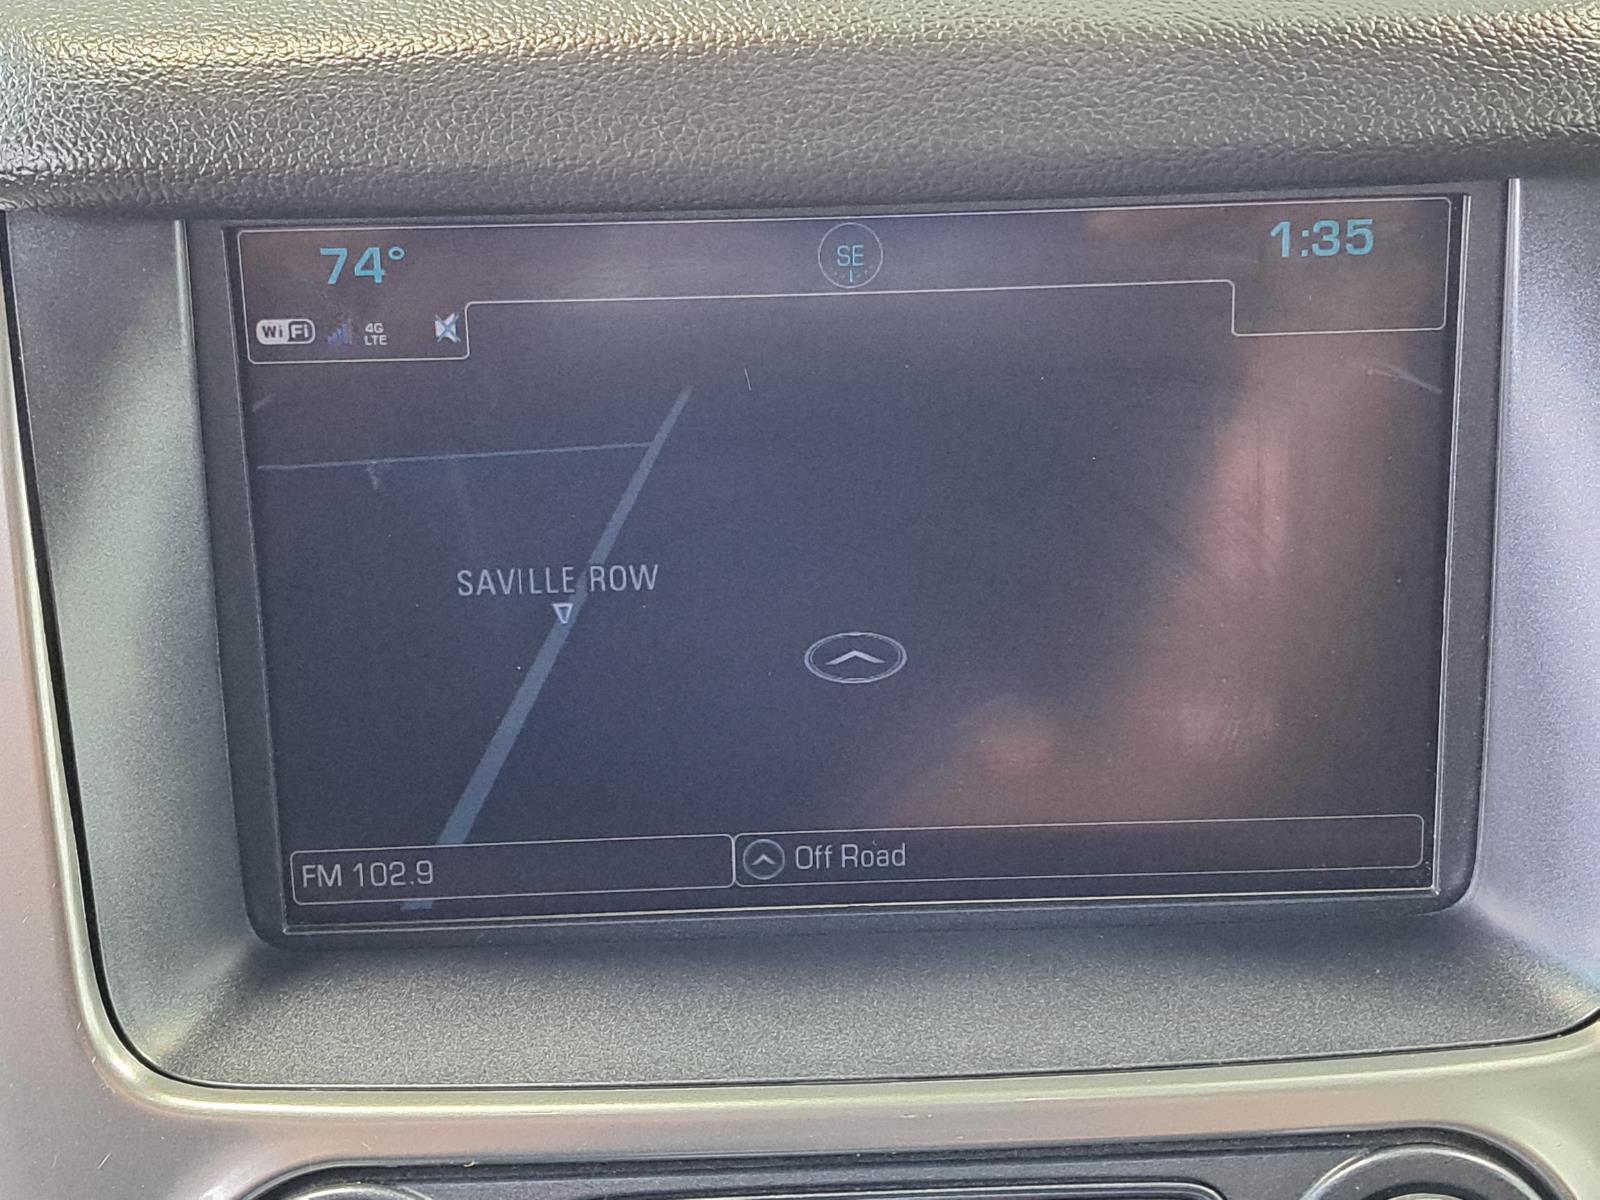 74°
SE
1:35
WiFi 4G LTE
SAVILLE ROW
FM 102.9
Off Road